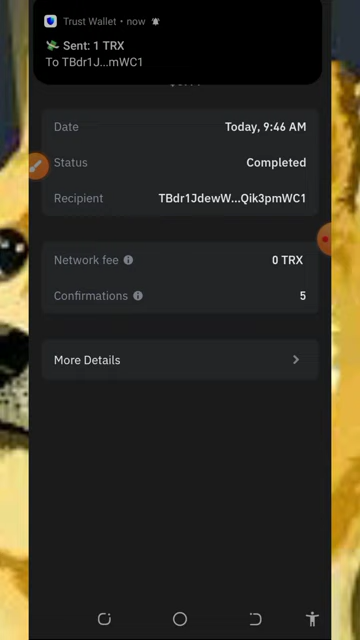 Trust Wallet • now
Sent: 1 TRX
To TBdr1J...mWC1
Date
Today, 9:46 AM
Status
Completed
Recipient
TBdr1JdewW...Qik3pmWC1
Network fee
0 TRX
Confirmations
5
More Details